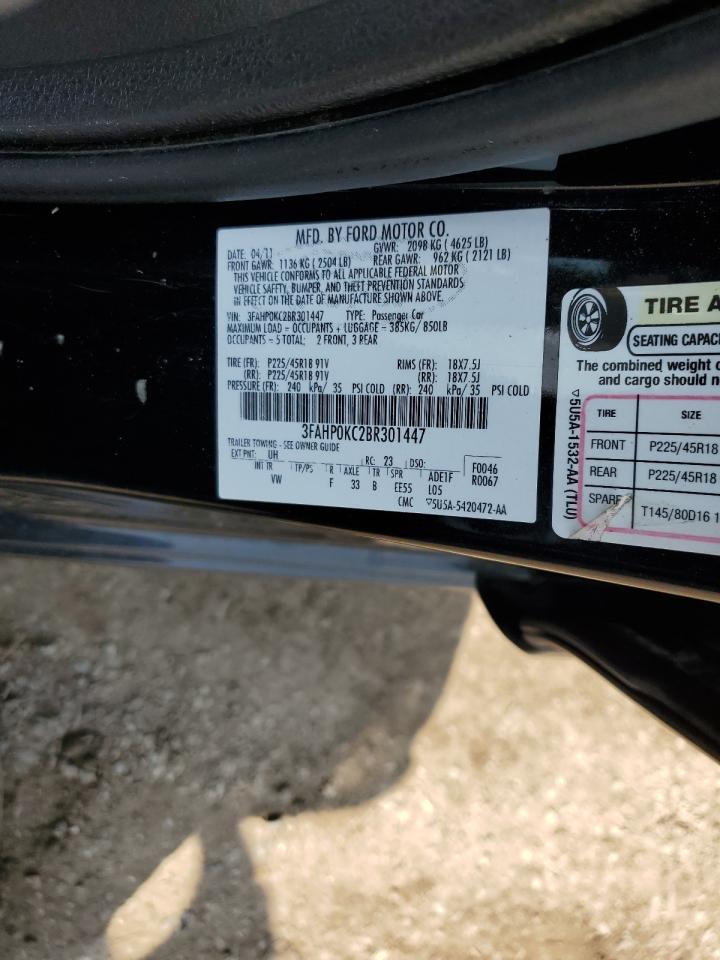 MFD. BY FORD MOTOR CO.
DATE: 04/11 GVWR: 2098 KG ( 4625 LB)
FRONT GAWR: 1136 KG ( 2504 LB) REAR GAWR: 962 KG ( 2121 LB)
THIS VEHICLE CONFORMS TO ALL APPLICABLE FEDERAL MOTOR
VEHICLE SAFETY, BUMPER, AND THEFT PREVENTION STANDARDS
IN EFFECT ON THE DATE OF MANUFACTURE SHOWN ABOVE.
VIN: 3FAHP0KC2BR301447 TYPE: Passenger Car
MAXIMUM LOAD = OCCUPANTS + LUGGAGE = 385KG/ 850LB
OCCUPANTS = 5 TOTAL: 2 FRONT, 3 REAR
TIRE (FR): P225/45R18 91V RIMS (FR): 18X7.5J
(RR): P225/45R18 91V (RR): 18X7.5J
PRESSURE (FR): 240 kPa/ 35 PSI COLD (RR): 240 kPa/ 35 PSI COLD
3FAHP0KC2BR301447
TRAILER TOWING - SEE OWNER GUIDE
EXT PNT: UH RC: 23 DSO: F0046
INT TR TP/PS R AXLE TR SPR ADE1F R0067
VW F 33 B EE55 L05
CMC ▽5U5A-5420472-AA
TIRE A
SEATING CAPAC
The combined weight o
and cargo should n
TIRE SIZE
FRONT P225/45R18
REAR P225/45R18
SPARE T145/80D16 1
▽5U5A-1532-AA (TLU)